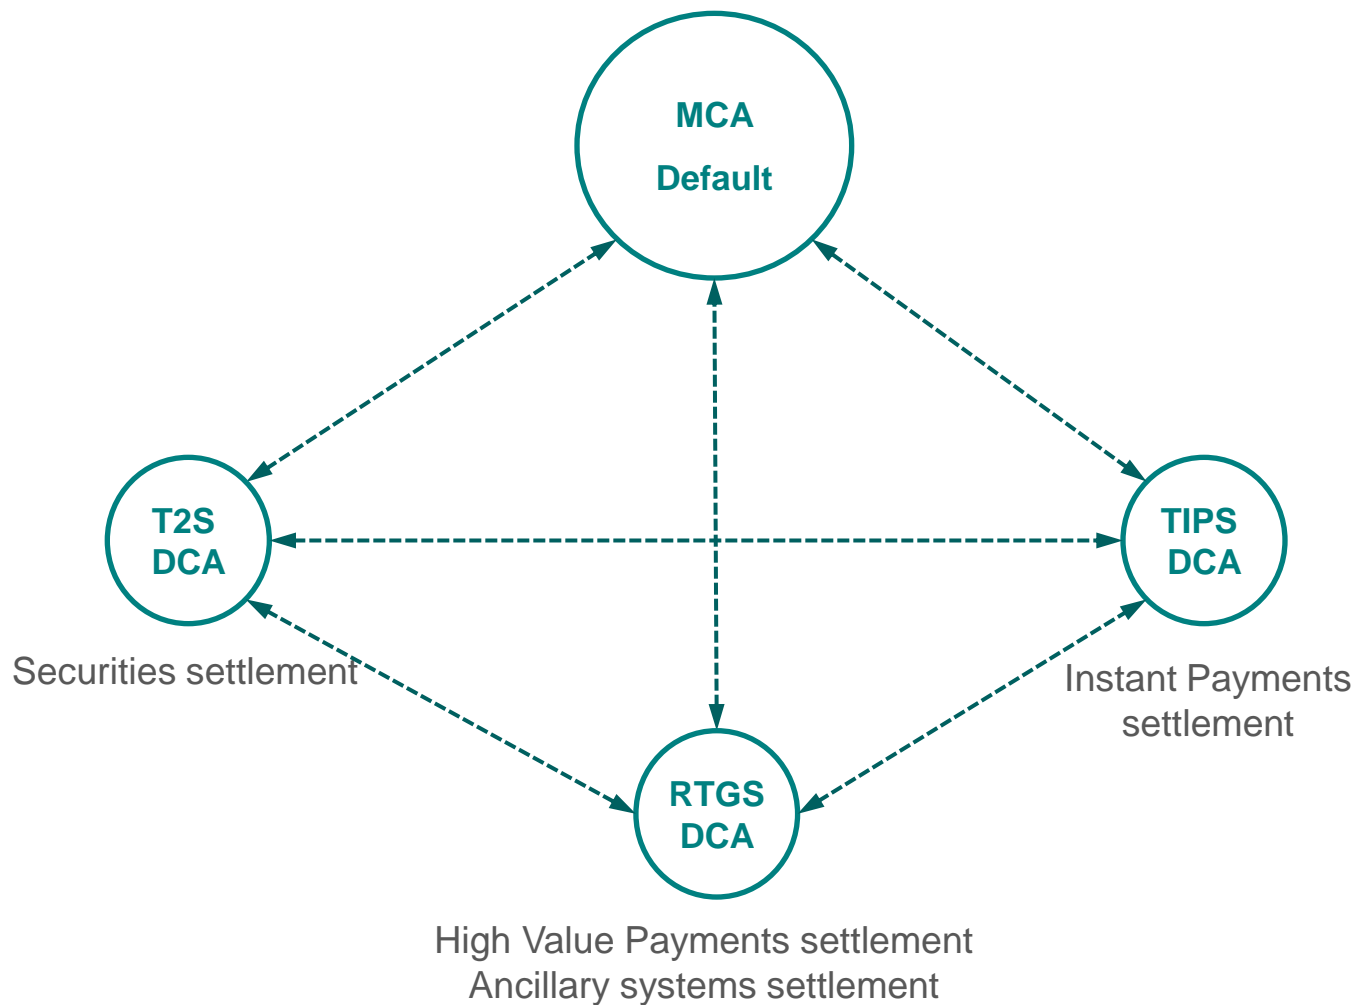 MCA
Default
T2S
DCA
Securities settlement
TIPS
DCA
Instant Payments
settlement
RTGS
DCA
High Value Payments settlement
Ancillary systems settlement